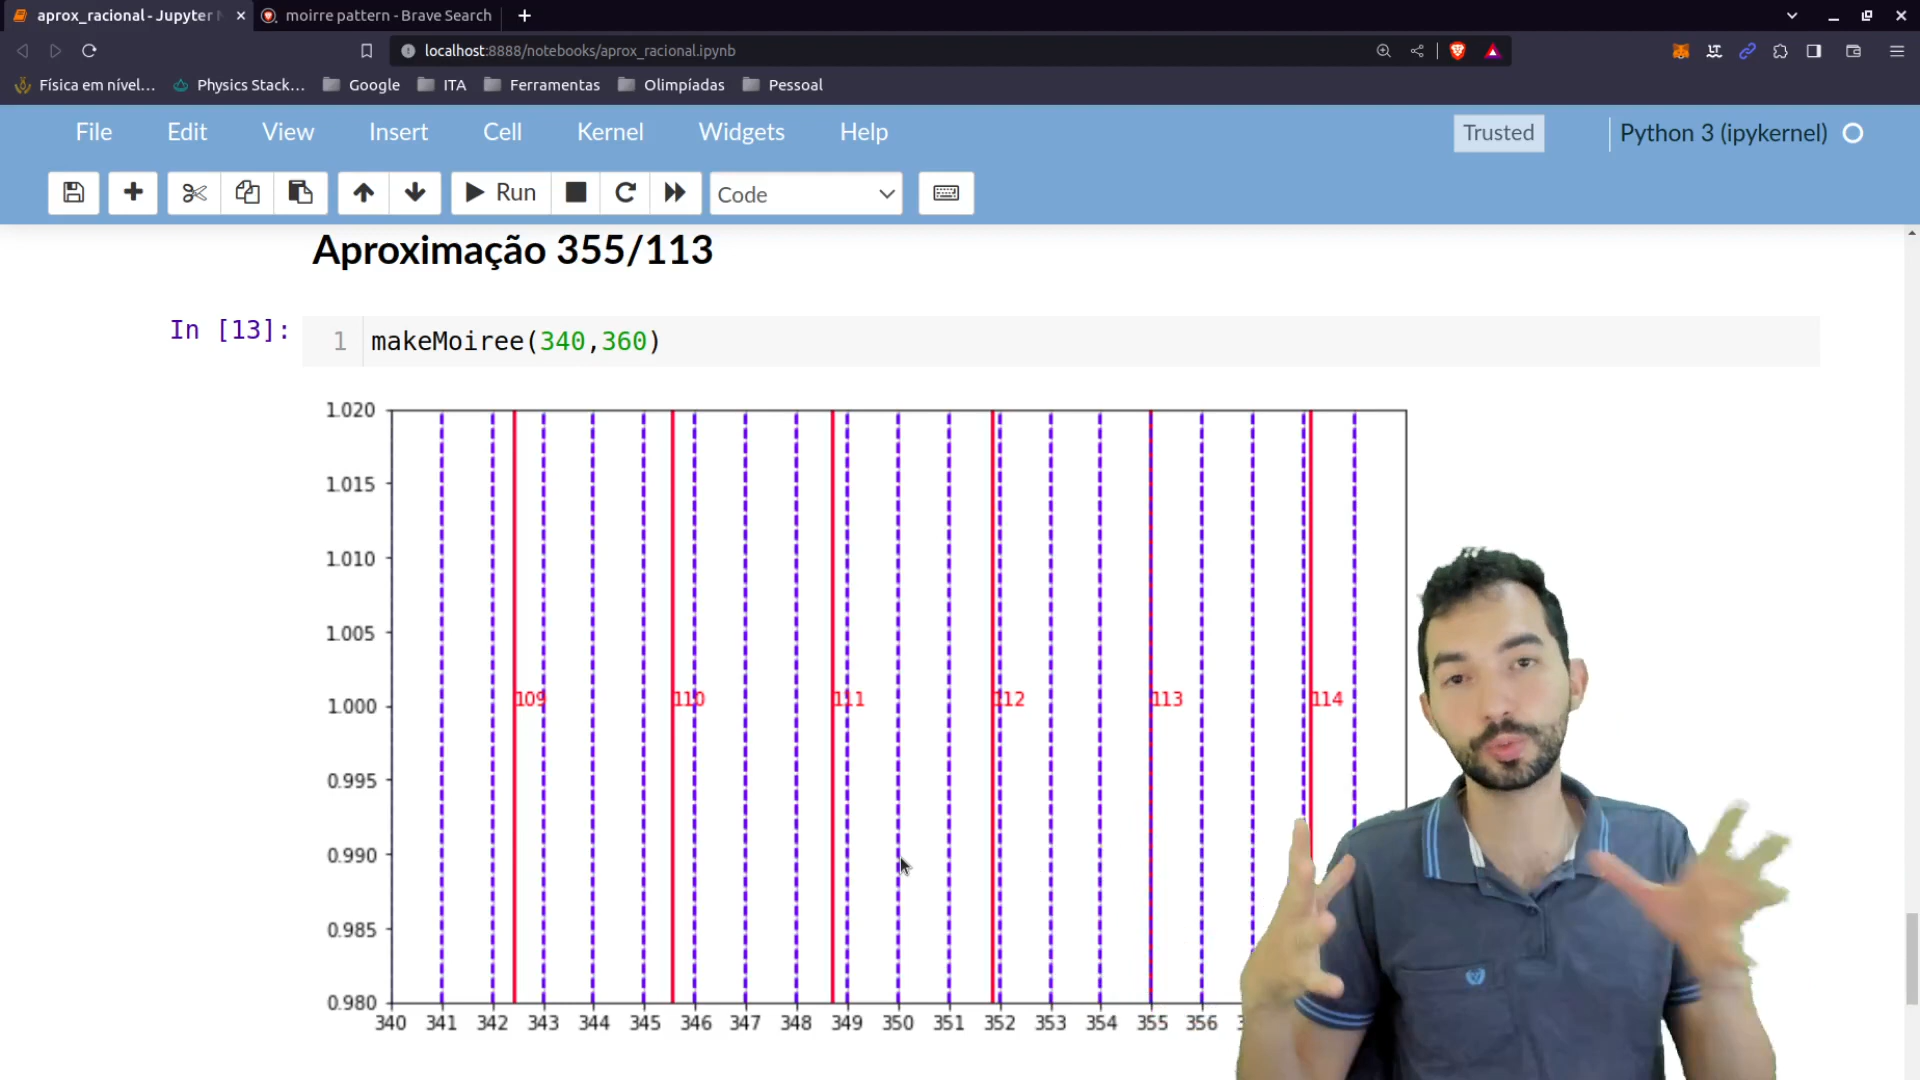 aprox_racional - Jupyter N
moirre pattern - Brave Search
localhost:8888/notebooks/aprox_racional.ipynb
Física em nível...
Physics Stack...
Google
ITA
Ferramentas
Olimpíadas
Pessoal
File
Edit
View
Insert
Cell
Kernel
Widgets
Help
Trusted
Python 3 (ipykernel)
Run
Code
Aproximação 355/113
In [13]:
1 makeMoiree(340,360)
1.020
1.015
1.010
1.005
1.000
109 110 111 112 113 114
0.995
0.990
0.985
0.980
340 341 342 343 344 345 346 347 348 349 350 351 352 353 354 355 356